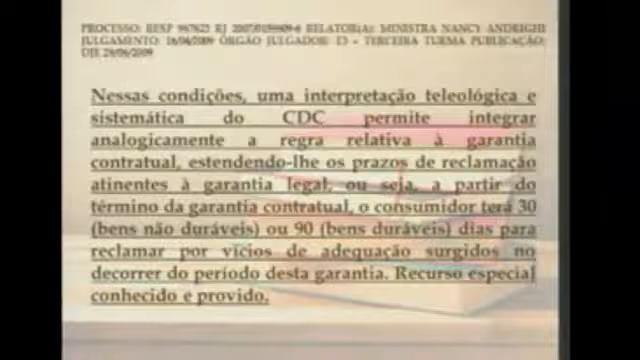 PROCESSO: RESP 967623 RJ 2007/0159609-6 RELATOR(A): MINISTRA NANCY ANDRIGHI
JULGAMENTO: 16/04/2009 ÓRGÃO JULGADOR: T3 – TERCEIRA TURMA PUBLICAÇÃO:
DJE 29/06/2009
Nessas condições, uma interpretação teleológica e
sistemática do CDC permite integrar
analogicamente a regra relativa à garantia
contratual, estendendo-lhe os prazos de reclamação
atinentes à garantia legal, ou seja, a partir do
término da garantia contratual, o consumidor terá 30
(bens não duráveis) ou 90 (bens duráveis) dias para
reclamar por vícios de adequação surgidos no
decorrer do período desta garantia. Recurso especial
conhecido e provido.